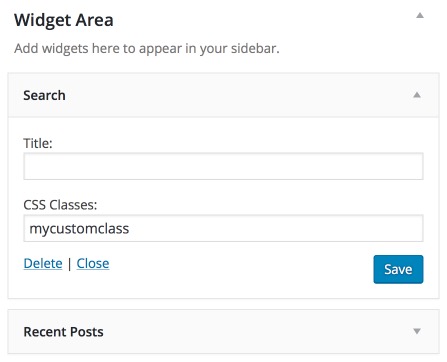 Widget Area
Add widgets here to appear in your sidebar.
Search
Title:
CSS Classes:
mycustomclass
Delete | Close
Save
Recent Posts